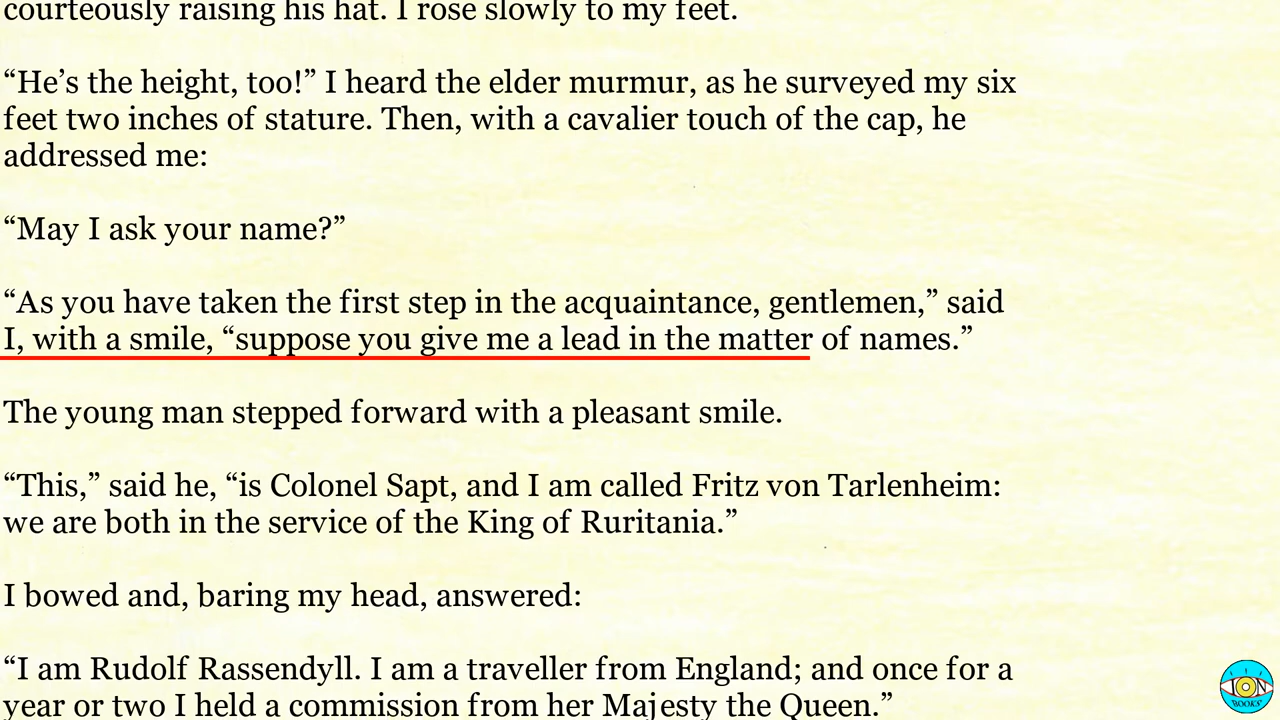 courteously raising his hat. I rose slowly to my feet.
“He’s the height, too!” I heard the elder murmur, as he surveyed my six
feet two inches of stature. Then, with a cavalier touch of the cap, he
addressed me:
“May I ask your name?”
“As you have taken the first step in the acquaintance, gentlemen,” said
I, with a smile, “suppose you give me a lead in the matter of names.”
The young man stepped forward with a pleasant smile.
“This,” said he, “is Colonel Sapt, and I am called Fritz von Tarlenheim:
we are both in the service of the King of Ruritania.”
I bowed and, baring my head, answered:
“I am Rudolf Rassendyll. I am a traveller from England; and once for a
year or two I held a commission from her Majesty the Queen.”
ION
BOOKS